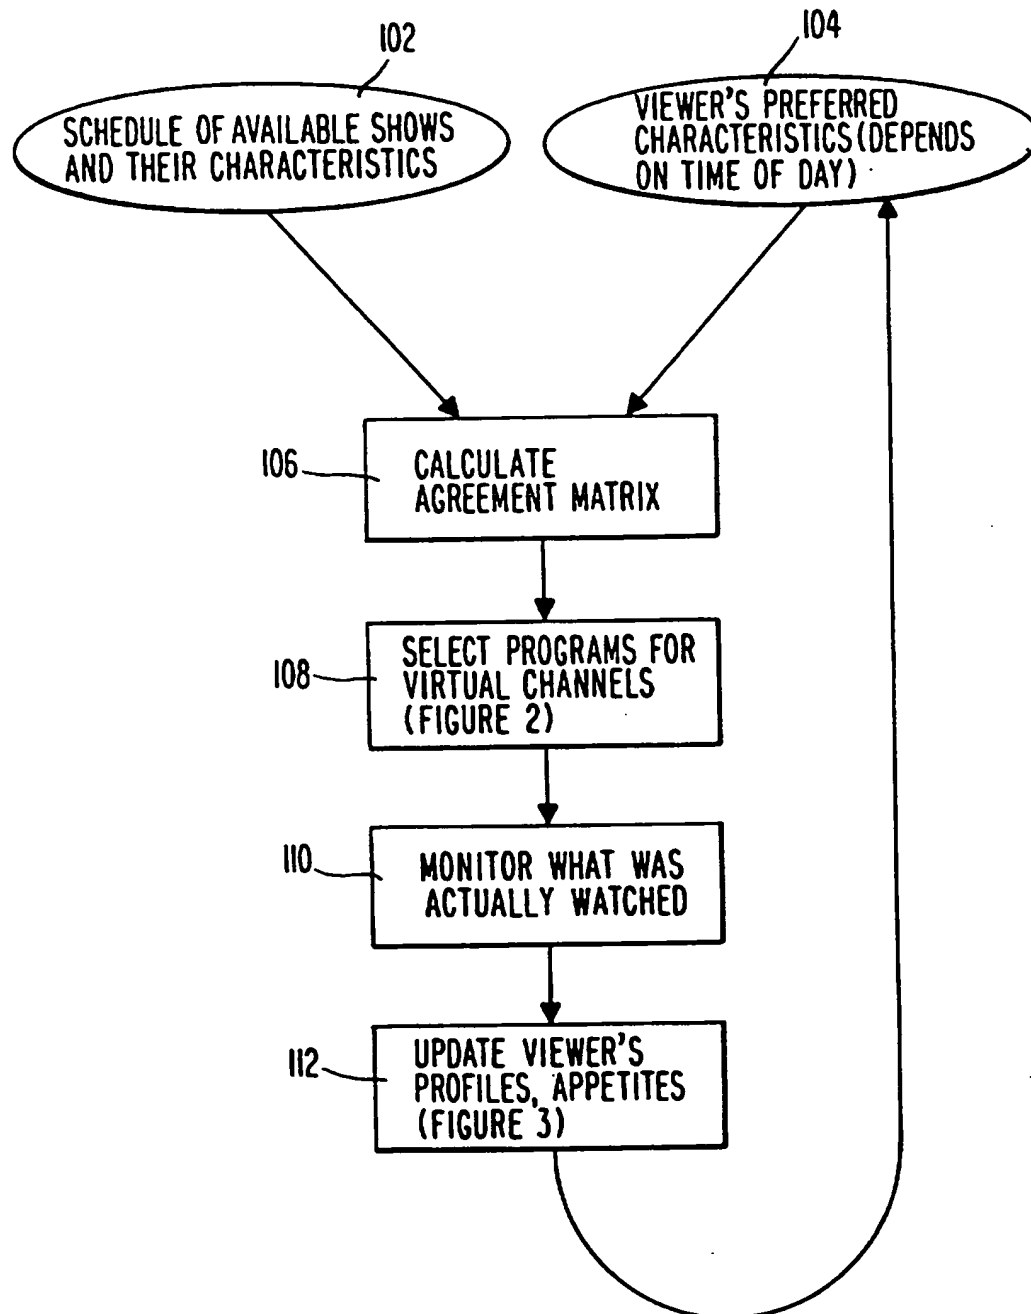 102
104
SCHEDULE OF AVAILABLE SHOWS
AND THEIR CHARACTERISTICS
VIEWER'S PREFERRED
CHARACTERISTICS (DEPENDS
ON TIME OF DAY)
106
CALCULATE
AGREEMENT MATRIX
108
SELECT PROGRAMS FOR
VIRTUAL CHANNELS
(FIGURE 2)
110
MONITOR WHAT WAS
ACTUALLY WATCHED
112
UPDATE VIEWER'S
PROFILES, APPETITES
(FIGURE 3)